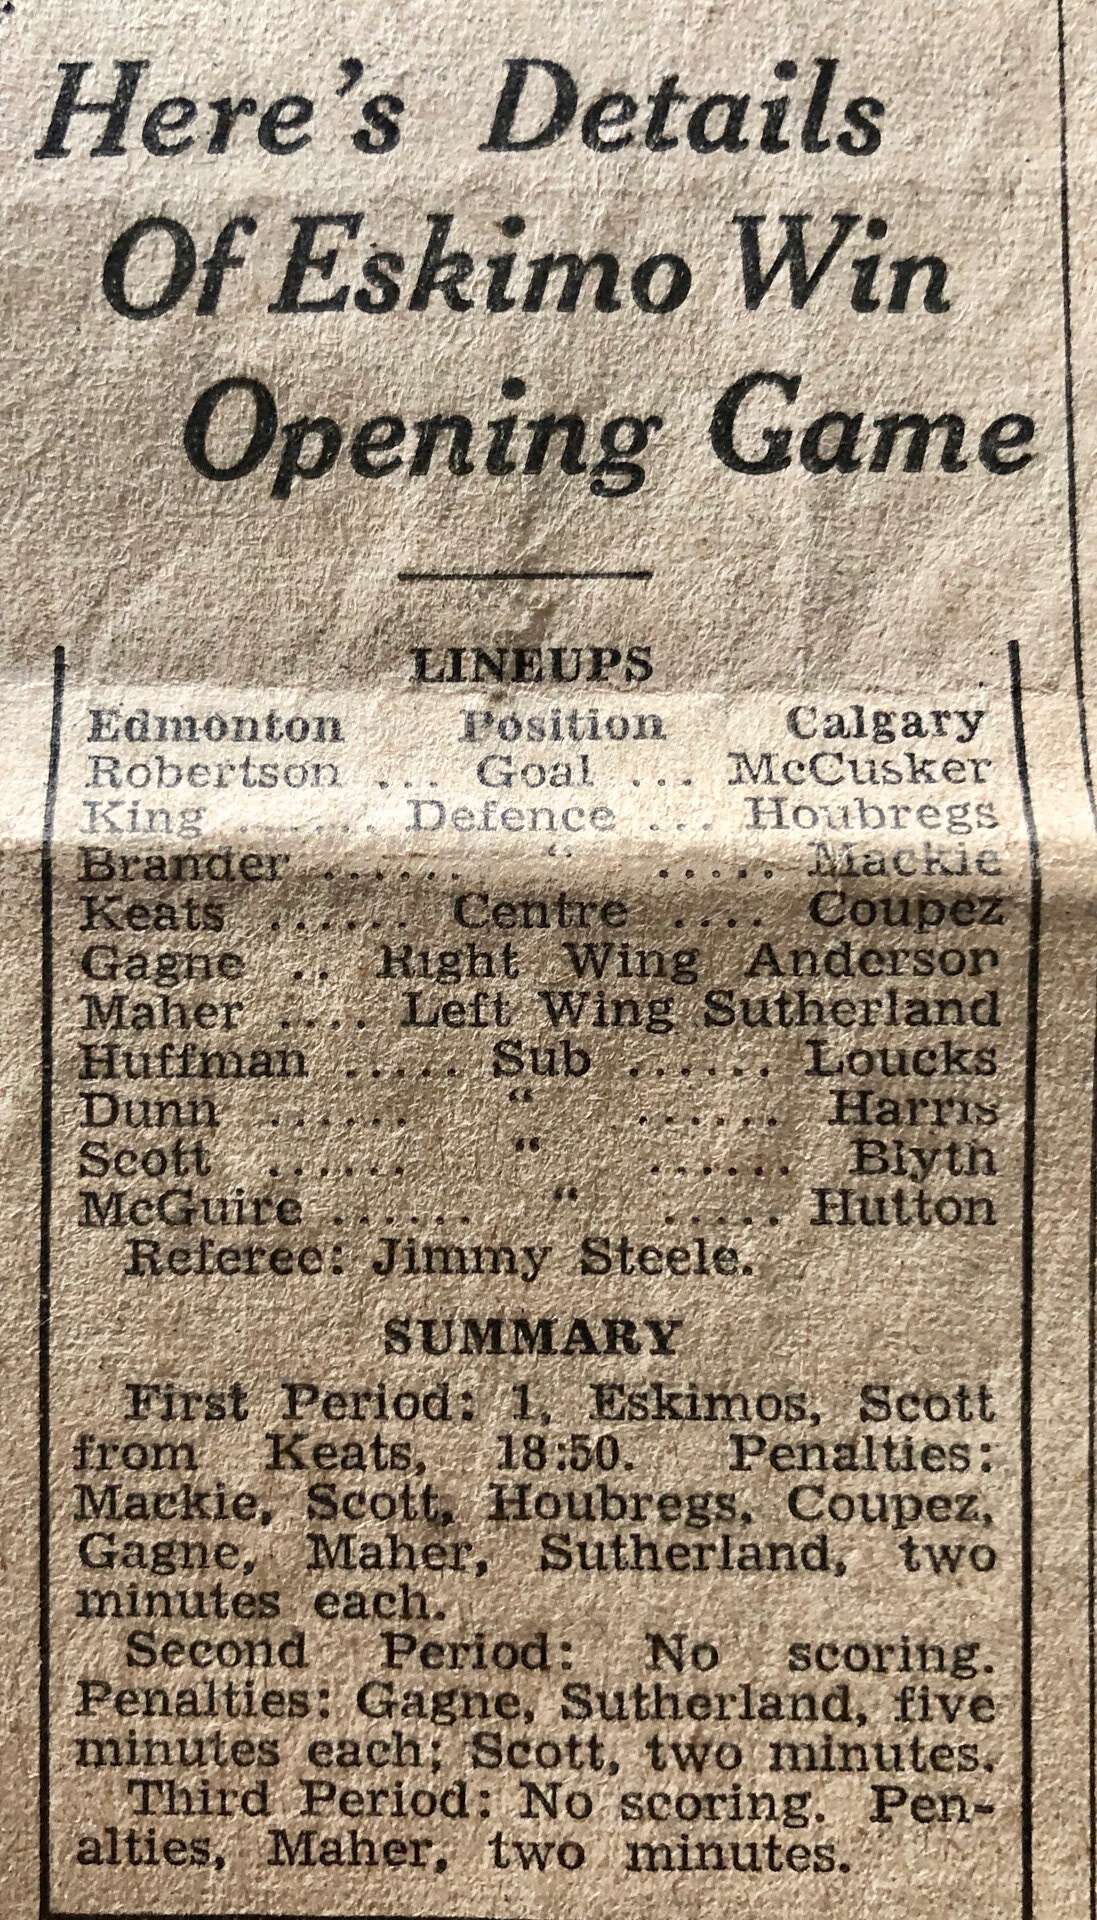 Here's Details
Of Eskimo Win
Opening Game
LINEUPS
Edmonton Position Calgary
Robertson ... Goal ... McCusker
King ...... Defence ... Houbregs
Brander ...... “ ..... Mackie
Keats ...... Centre .... Coupez
Gagne .. Right Wing Anderson
Maher .... Left Wing Sutherland
Huffman ..... Sub ...... Loucks
Dunn ...... “ ...... Harris
Scott ...... “ ...... Blyth
McGuire ...... “ ..... Hutton
Referee: Jimmy Steele.
SUMMARY
First Period: 1, Eskimos, Scott
from Keats, 18:50. Penalties:
Mackie, Scott, Houbregs, Coupez,
Gagne, Maher, Sutherland, two
minutes each.
Second Period: No scoring.
Penalties: Gagne, Sutherland, five
minutes each; Scott, two minutes.
Third Period: No scoring. Pen-
alties, Maher, two minutes.